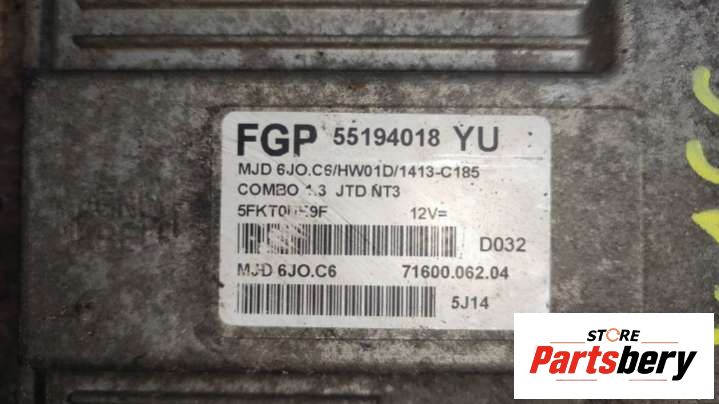 FGP 55194018 YU
MJD 6JO.C6/HW01D/1413-C185
COMBO 1.3 JTD NT3
12V=
D032
MJD 6JO.C6 71600.062.04
5J14
STORE
Partsbery